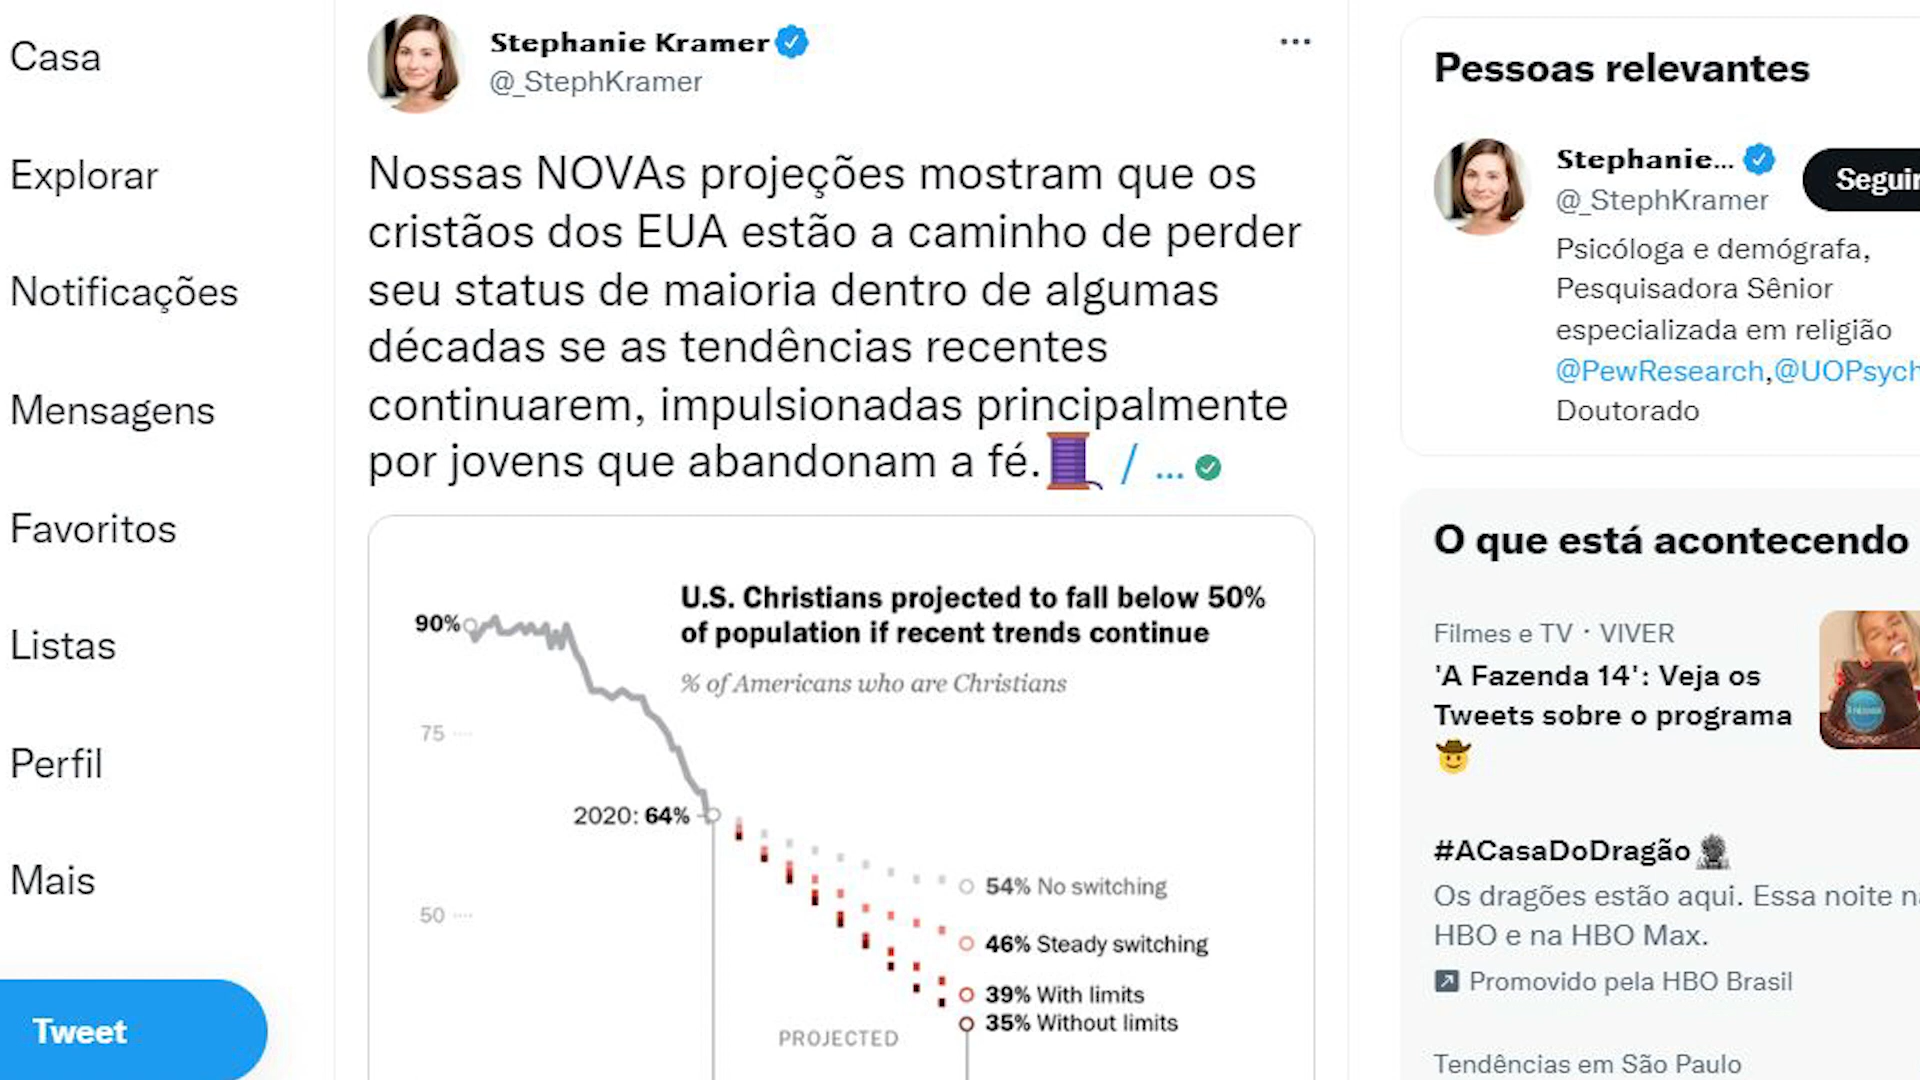 Casa
Explorar
Notificações
Mensagens
Favoritos
Listas
Perfil
Mais
Tweet
Stephanie Kramer
@_StephKramer
Nossas NOVAs projeções mostram que os
cristãos dos EUA estão a caminho de perder
seu status de maioria dentro de algumas
décadas se as tendências recentes
continuarem, impulsionadas principalmente
por jovens que abandonam a fé. / ...
U.S. Christians projected to fall below 50%
of population if recent trends continue
% of Americans who are Christians
90%
75
2020: 64%
50
54% No switching
46% Steady switching
39% With limits
35% Without limits
PROJECTED
Pessoas relevantes
Stephanie...
@_StephKramer
Seguir
Psicóloga e demógrafa,
Pesquisadora Sênior
especializada em religião
@PewResearch,@UOPsych
Doutorado
O que está acontecendo
Filmes e TV · VIVER
'A Fazenda 14': Veja os
Tweets sobre o programa
#ACasaDoDragão
Os dragões estão aqui. Essa noite na
HBO e na HBO Max.
Promovido pela HBO Brasil
Tendências em São Paulo